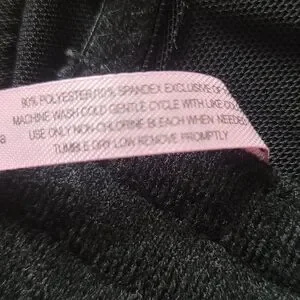 90% POLYESTER/10% SPANDEX EXCLUSIVE OF
MACHINE WASH COLD GENTLE CYCLE WITH LIKE
USE ONLY NON-CHLORINE BLEACH WHEN NEEDED
TUMBLE DRY LOW REMOVE PROMPTLY